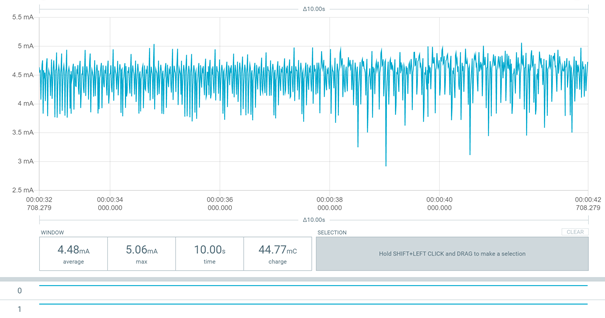 Δ10.00s
5.5 mA
5 mA
4.5 mA
4 mA
3.5 mA
3 mA
2.5 mA
00:00:32 00:00:34 00:00:36 00:00:38 00:00:40 00:00:42
708.279 000.000 000.000 000.000 000.000 708.279
Δ10.00s
WINDOW SELECTION CLEAR
4.48mA 5.06mA 10.00s 44.77mC
average max time charge
Hold SHIFT+LEFT CLICK and DRAG to make a selection
0
1